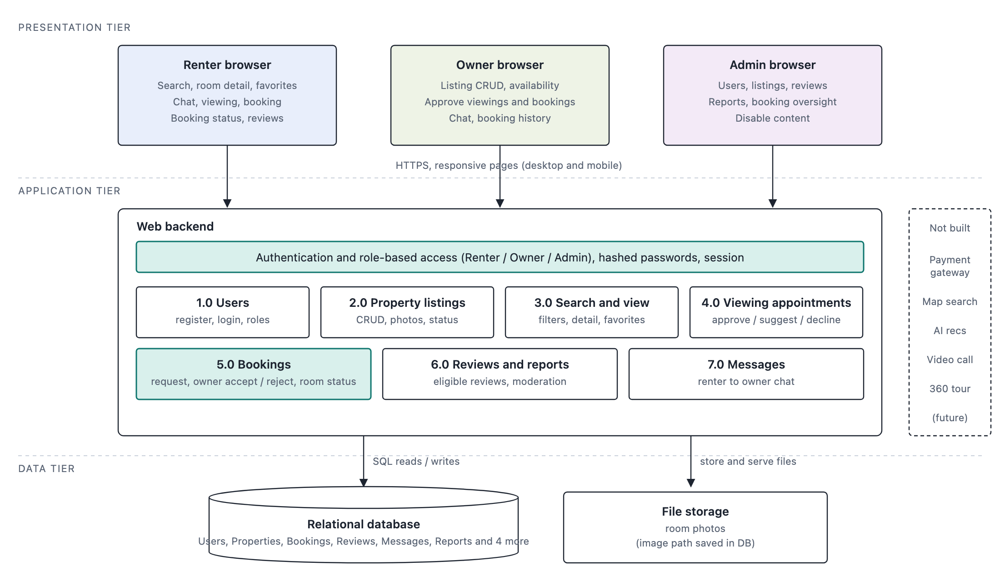 PRESENTATION TIER
Renter browser
Search, room detail, favorites
Chat, viewing, booking
Booking status, reviews
Owner browser
Listing CRUD, availability
Approve viewings and bookings
Chat, booking history
Admin browser
Users, listings, reviews
Reports, booking oversight
Disable content
HTTPS, responsive pages (desktop and mobile)
APPLICATION TIER
Web backend
Authentication and role-based access (Renter / Owner / Admin), hashed passwords, session
1.0 Users
register, login, roles
2.0 Property listings
CRUD, photos, status
3.0 Search and view
filters, detail, favorites
4.0 Viewing appointments
approve / suggest / decline
5.0 Bookings
request, owner accept / reject, room status
6.0 Reviews and reports
eligible reviews, moderation
7.0 Messages
renter to owner chat
Not built
Payment
gateway
Map search
AI recs
Video call
360 tour
(future)
SQL reads / writes
store and serve files
DATA TIER
Relational database
Users, Properties, Bookings, Reviews, Messages, Reports and 4 more
File storage
room photos
(image path saved in DB)